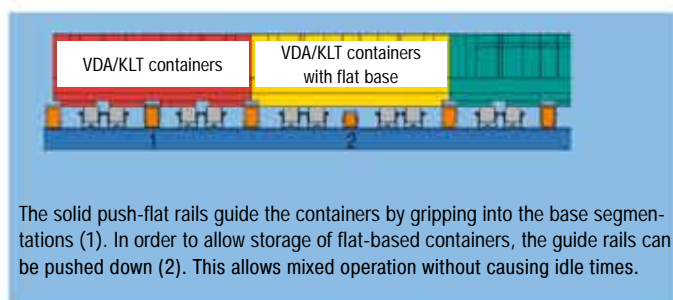 VDA/KLT containers
VDA/KLT containers
with flat base
1
2
The solid push-flat rails guide the containers by gripping into the base segmen-
tations (1). In order to allow storage of flat-based containers, the guide rails can
be pushed down (2). This allows mixed operation without causing idle times.